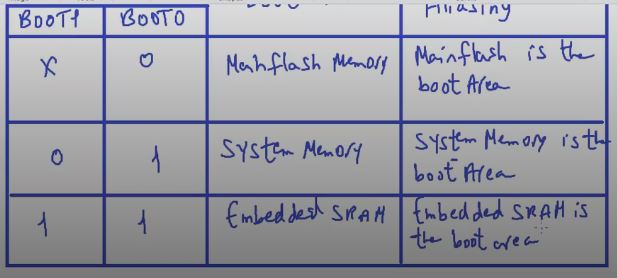 BOOT1 BOOT0 Aliasing
X 0 Mainflash Memory Mainflash is the
boot Area
0 1 System Memory System Memory is the
boot Area
1 1 Embedded SRAM Embedded SRAM is
the boot area